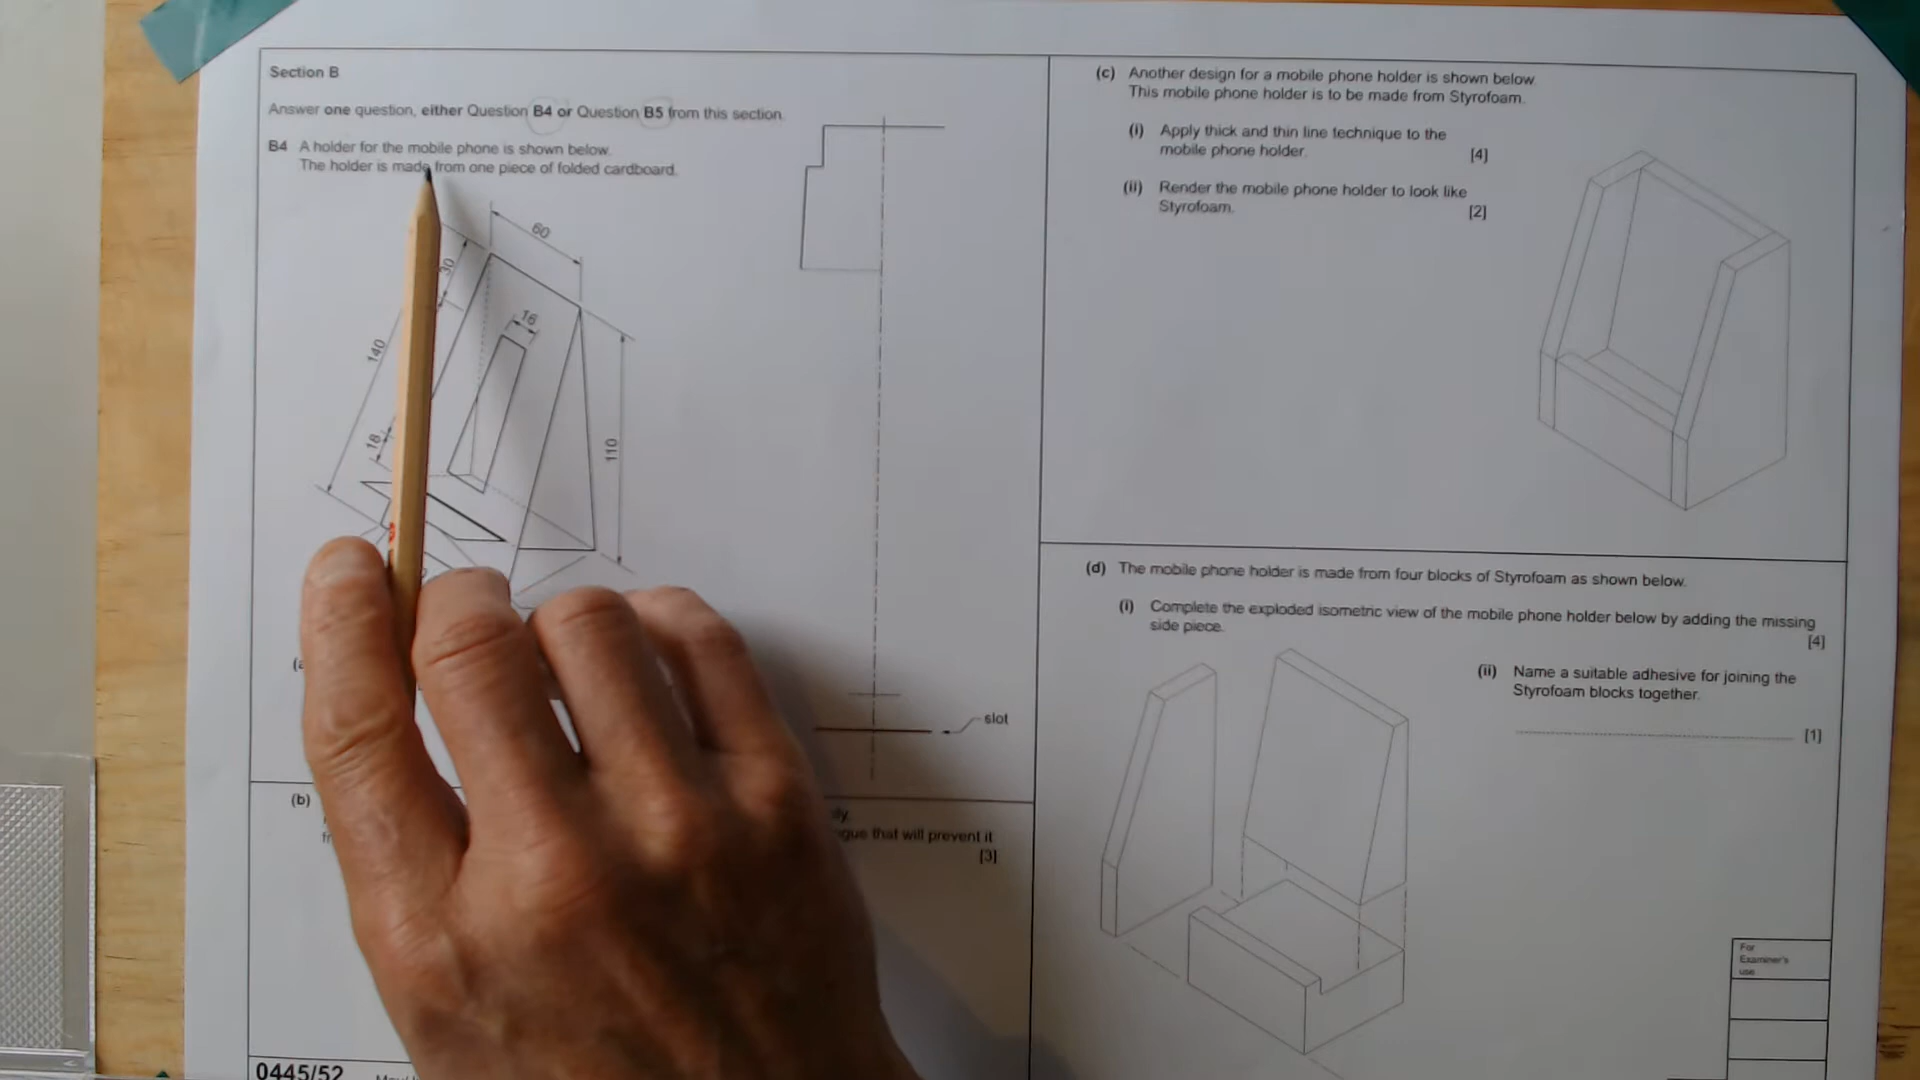 Section B
Answer one question, either Question B4 or Question B5 from this section.
B4 A holder for the mobile phone is shown below.
The holder is made from one piece of folded cardboard.
60
30
16
140
18
110
slot
(b)
that will prevent it
[3]
0445/52
(c) Another design for a mobile phone holder is shown below.
This mobile phone holder is to be made from Styrofoam.
(i) Apply thick and thin line technique to the
mobile phone holder. [4]
(ii) Render the mobile phone holder to look like
Styrofoam. [2]
(d) The mobile phone holder is made from four blocks of Styrofoam as shown below.
(i) Complete the exploded isometric view of the mobile phone holder below by adding the missing
side piece. [4]
(ii) Name a suitable adhesive for joining the
Styrofoam blocks together.
[1]
For
Examiner's
use